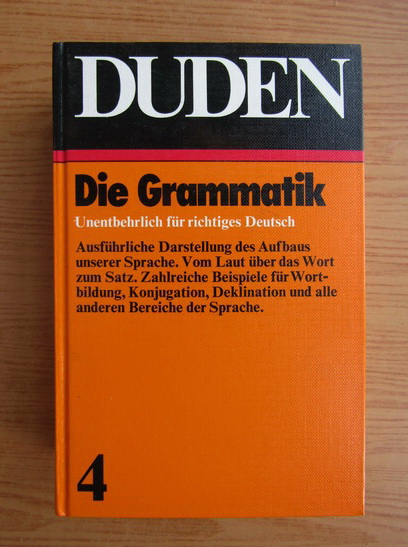 DUDEN
Die Grammatik
Unentbehrlich für richtiges Deutsch
Ausführliche Darstellung des Aufbaus
unserer Sprache. Vom Laut über das Wort
zum Satz. Zahlreiche Beispiele für Wort-
bildung, Konjugation, Deklination und alle
anderen Bereiche der Sprache.
4